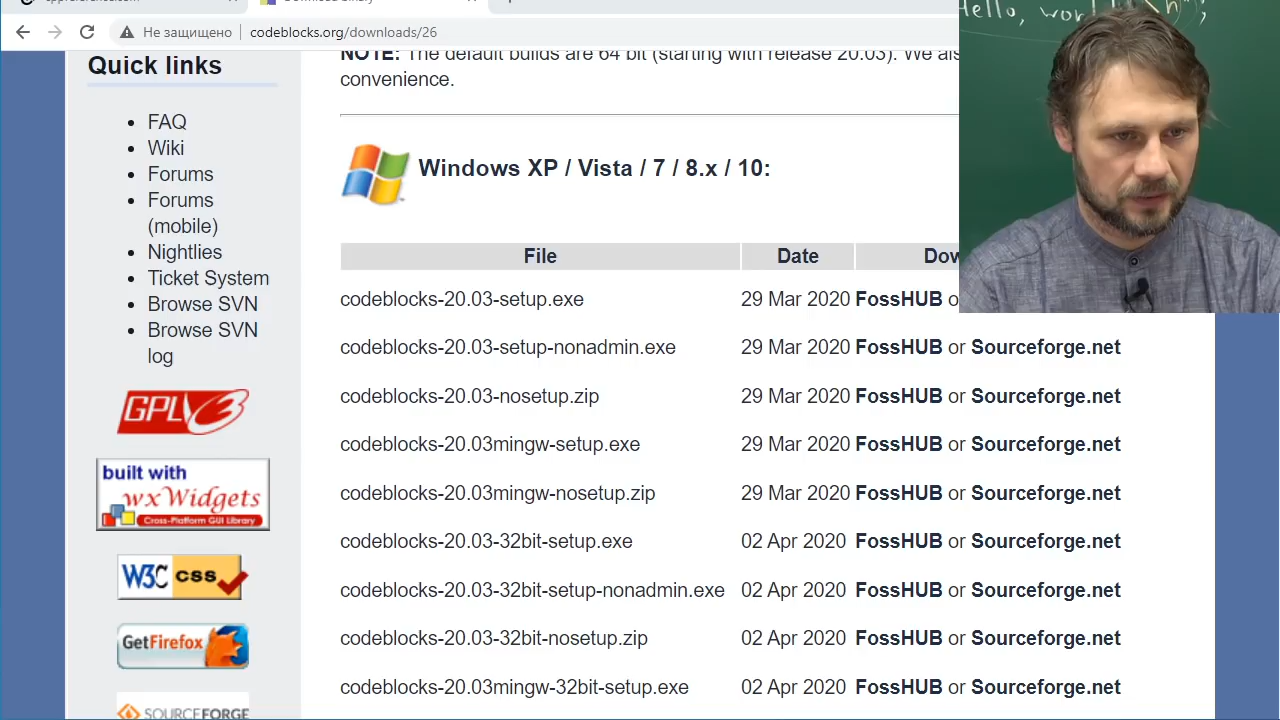 Download binary
Не защищено
codeblocks.org/downloads/26
Hello, worl
Quick links
FAQ
Wiki
Forums
Forums
(mobile)
Nightlies
Ticket System
Browse SVN
Browse SVN
log
GPLv3
built with
wxWidgets
Cross-Platform GUI Library
W3C css
GetFirefox
SOURCEFORGE
NOTE: The default builds are 64 bit (starting with release 20.03). We als
convenience.
Windows XP / Vista / 7 / 8.x / 10:
File Date Dow
codeblocks-20.03-setup.exe 29 Mar 2020 FossHUB o
codeblocks-20.03-setup-nonadmin.exe 29 Mar 2020 FossHUB or Sourceforge.net
codeblocks-20.03-nosetup.zip 29 Mar 2020 FossHUB or Sourceforge.net
codeblocks-20.03mingw-setup.exe 29 Mar 2020 FossHUB or Sourceforge.net
codeblocks-20.03mingw-nosetup.zip 29 Mar 2020 FossHUB or Sourceforge.net
codeblocks-20.03-32bit-setup.exe 02 Apr 2020 FossHUB or Sourceforge.net
codeblocks-20.03-32bit-setup-nonadmin.exe 02 Apr 2020 FossHUB or Sourceforge.net
codeblocks-20.03-32bit-nosetup.zip 02 Apr 2020 FossHUB or Sourceforge.net
codeblocks-20.03mingw-32bit-setup.exe 02 Apr 2020 FossHUB or Sourceforge.net